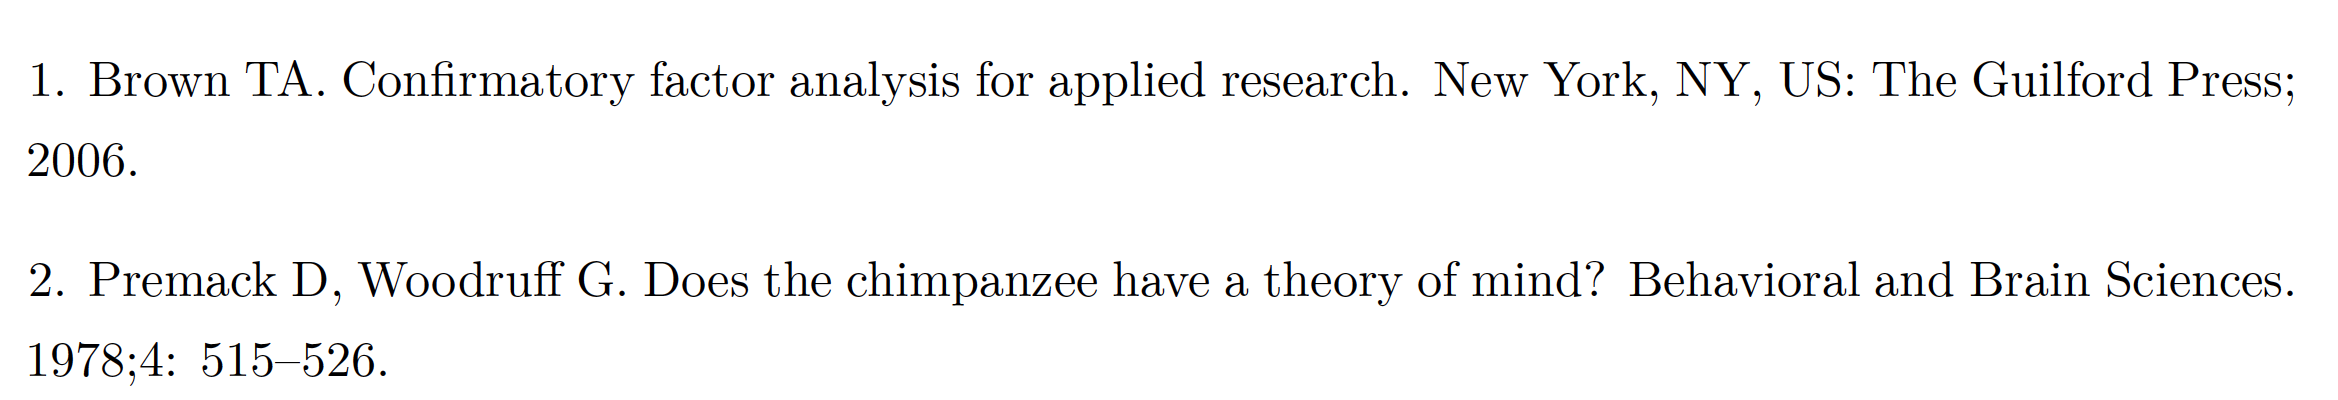 1. Brown TA. Confirmatory factor analysis for applied research. New York, NY, US: The Guilford Press;
2006.
2. Premack D, Woodruff G. Does the chimpanzee have a theory of mind? Behavioral and Brain Sciences.
1978;4: 515–526.